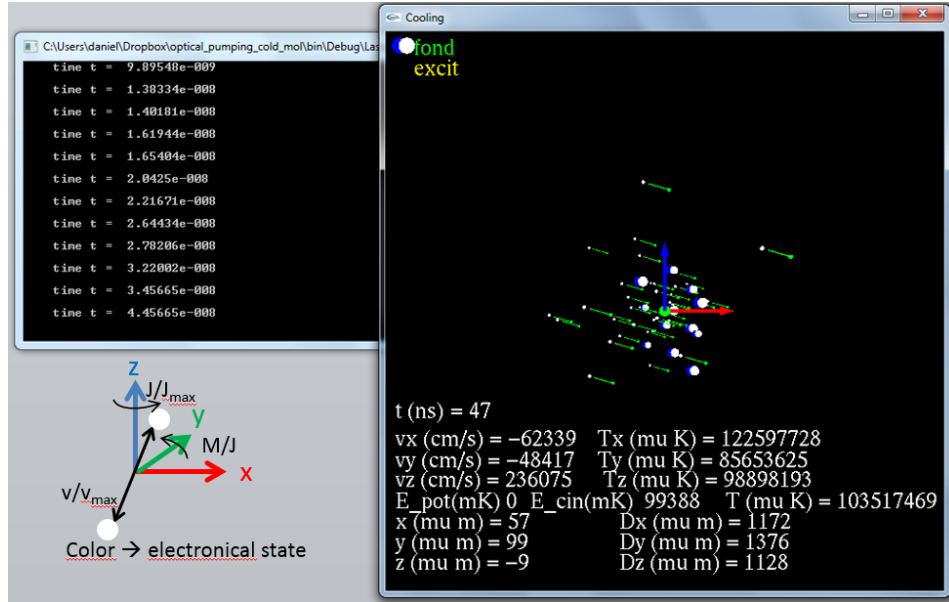 C:\Users\daniel\Dropbox\optical_pumping_cold_mol\bin\Debug\Las
time t = 9.89548e-009
time t = 1.38334e-008
time t = 1.40181e-008
time t = 1.61944e-008
time t = 1.65404e-008
time t = 2.0425e-008
time t = 2.21671e-008
time t = 2.64434e-008
time t = 2.78206e-008
time t = 3.22002e-008
time t = 3.45665e-008
time t = 4.45665e-008
z
J/Jmax
y
M/J
x
v/vmax
Color → electronical state
Cooling
fond
excit
t (ns) = 47
vx (cm/s) = −62339 Tx (mu K) = 122597728
vy (cm/s) = −48417 Ty (mu K) = 85653625
vz (cm/s) = 236075 Tz (mu K) = 98898193
E_pot(mK) 0 E_cin(mK) 99388 T (mu K) = 103517469
x (mu m) = 57 Dx (mu m) = 1172
y (mu m) = 99 Dy (mu m) = 1376
z (mu m) = −9 Dz (mu m) = 1128